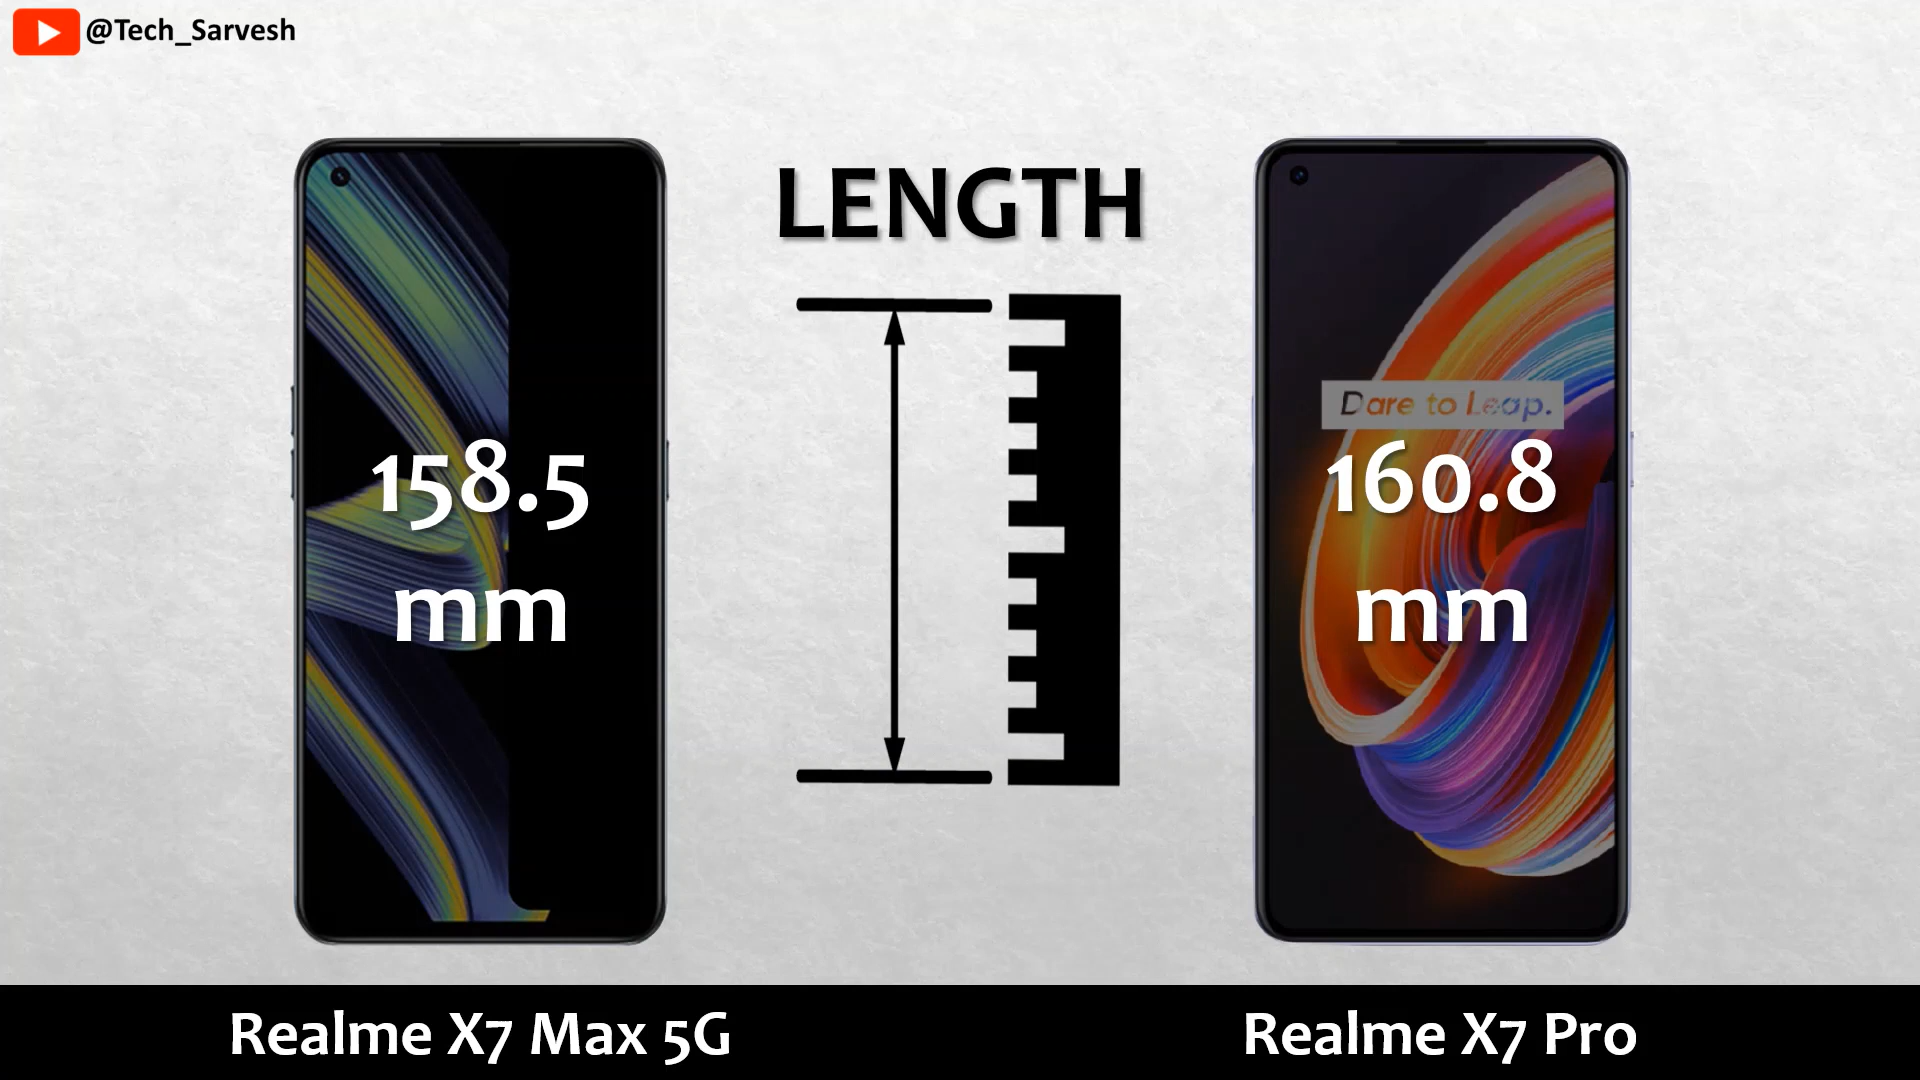 @Tech_Sarvesh
LENGTH
Dare to Leap.
158.5
mm
160.8
mm
Realme X7 Max 5G
Realme X7 Pro